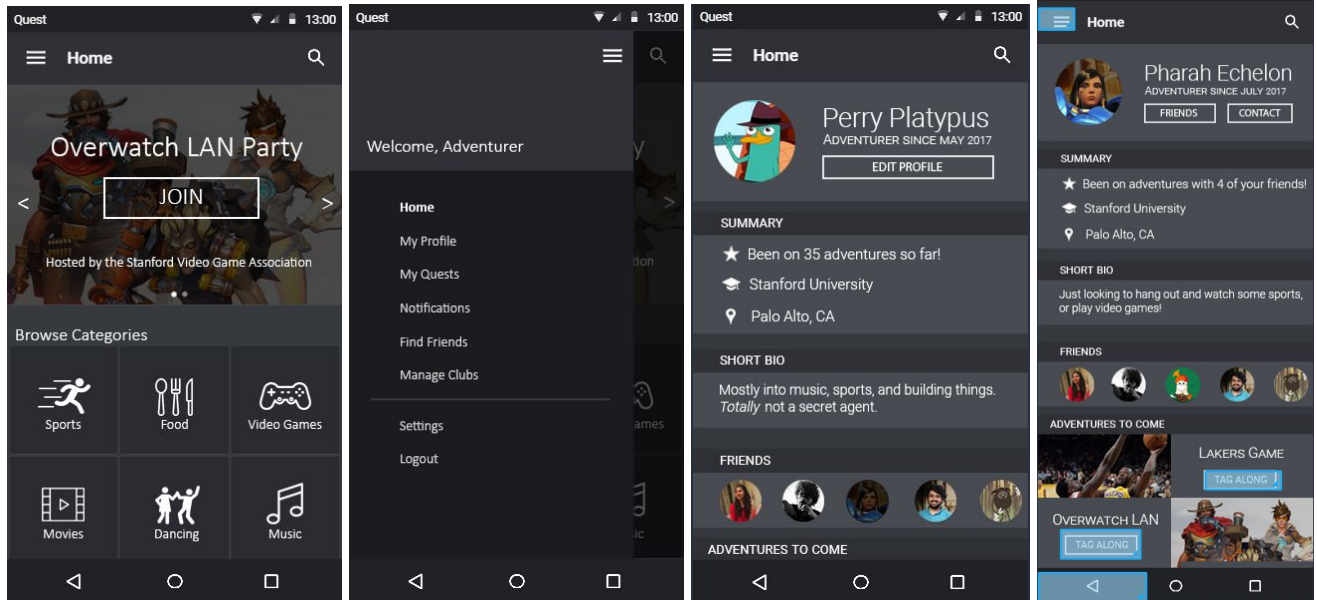 Quest
13:00
Home
Overwatch LAN Party
JOIN
<
>
Hosted by the Stanford Video Game Association
Browse Categories
Sports
Food
Video Games
Movies
Dancing
Music
Quest
13:00
Welcome, Adventurer
y
>
tion
Home
My Profile
My Quests
Notifications
Find Friends
Manage Clubs
ames
Settings
Logout
ic
Quest
13:00
Home
Perry Platypus
ADVENTURER SINCE MAY 2017
EDIT PROFILE
SUMMARY
Been on 35 adventures so far!
Stanford University
Palo Alto, CA
SHORT BIO
Mostly into music, sports, and building things.
Totally not a secret agent.
FRIENDS
ADVENTURES TO COME
Home
Pharah Echelon
ADVENTURER SINCE JULY 2017
FRIENDS
CONTACT
SUMMARY
Been on adventures with 4 of your friends!
Stanford University
Palo Alto, CA
SHORT BIO
Just looking to hang out and watch some sports,
or play video games!
FRIENDS
ADVENTURES TO COME
LAKERS GAME
TAG ALONG
OVERWATCH LAN
TAG ALONG